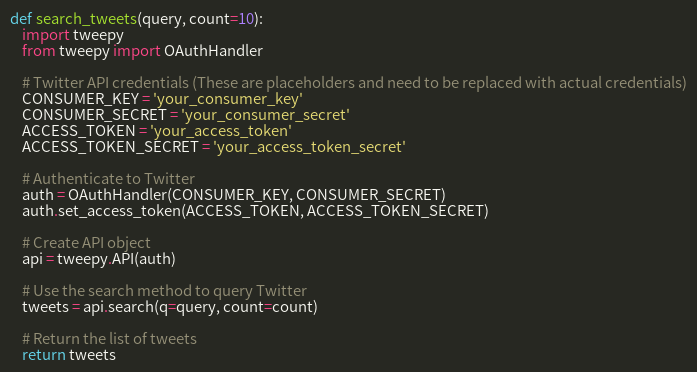 def search_tweets(query, count=10):
    import tweepy
    from tweepy import OAuthHandler

    # Twitter API credentials (These are placeholders and need to be replaced with actual credentials)
    CONSUMER_KEY = 'your_consumer_key'
    CONSUMER_SECRET = 'your_consumer_secret'
    ACCESS_TOKEN = 'your_access_token'
    ACCESS_TOKEN_SECRET = 'your_access_token_secret'

    # Authenticate to Twitter
    auth = OAuthHandler(CONSUMER_KEY, CONSUMER_SECRET)
    auth.set_access_token(ACCESS_TOKEN, ACCESS_TOKEN_SECRET)

    # Create API object
    api = tweepy.API(auth)

    # Use the search method to query Twitter
    tweets = api.search(q=query, count=count)

    # Return the list of tweets
    return tweets